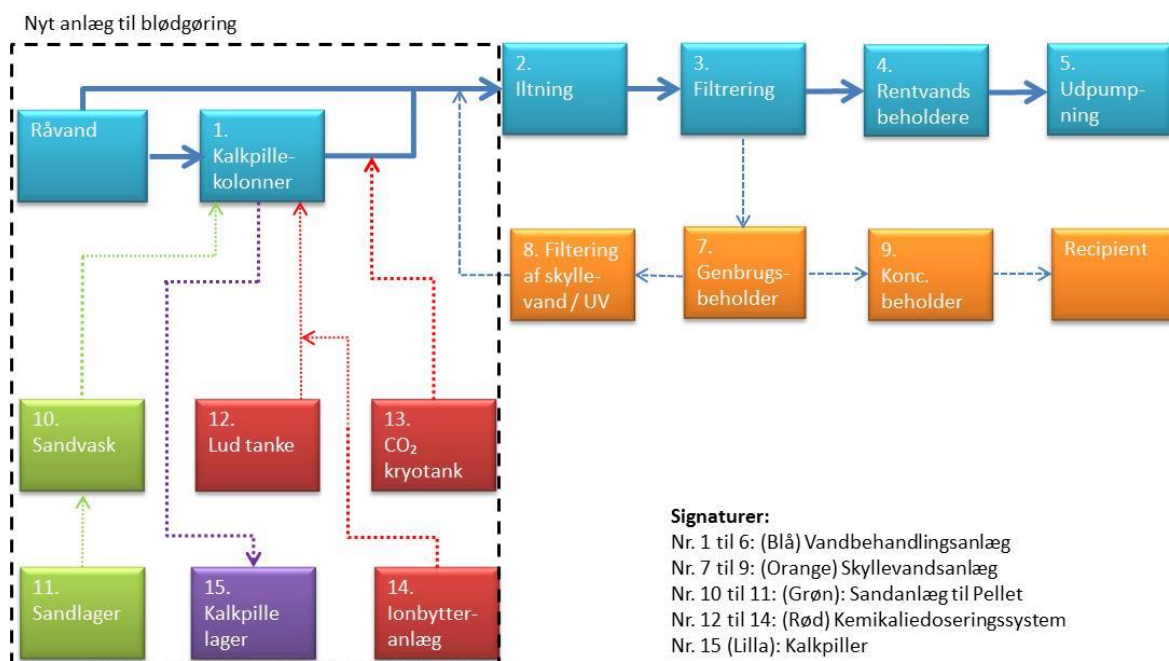 Nyt anlæg til blødgøring
Råvand
1.
Kalkpille-
kolonner
2.
Iltning
3.
Filtrering
4.
Rentvands
beholdere
5.
Udpump-
ning
8. Filtering
af skylle-
vand / UV
7.
Genbrugs-
beholder
9.
Konc.
beholder
Recipient
10.
Sandvask
12.
Lud tanke
13.
CO₂
kryotank
11.
Sandlager
15.
Kalkpille
lager
14.
Ionbytter-
anlæg
Signaturer:
Nr. 1 til 6: (Blå) Vandbehandlingsanlæg
Nr. 7 til 9: (Orange) Skyllevandsanlæg
Nr. 10 til 11: (Grøn): Sandanlæg til Pellet
Nr. 12 til 14: (Rød) Kemikaliedoseringssystem
Nr. 15 (Lilla): Kalkpiller